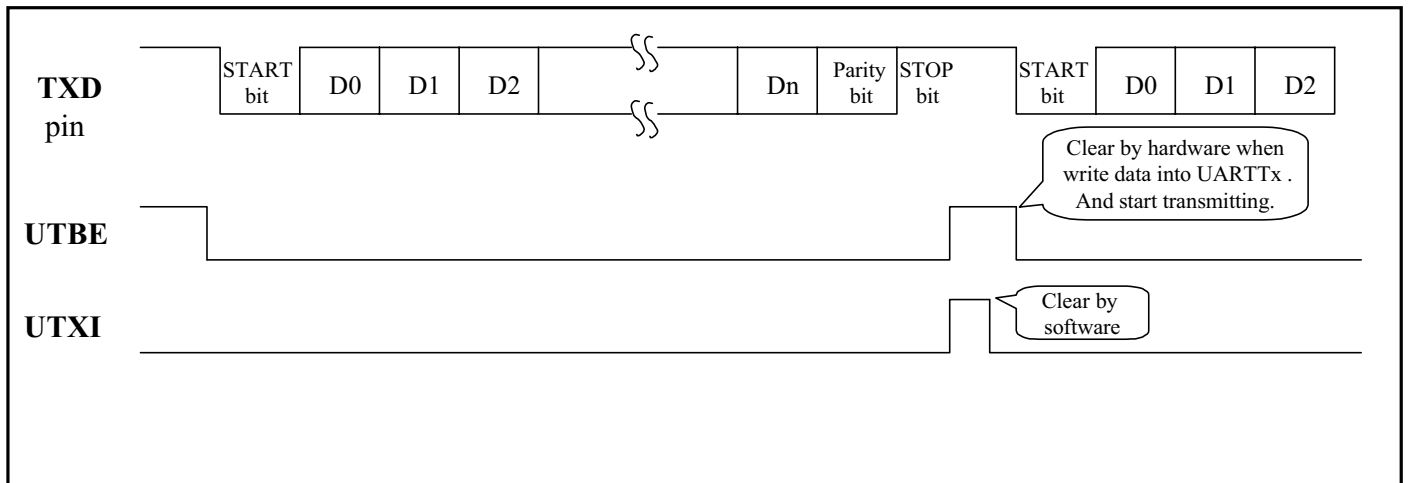 TXD
pin
START
bit
D0
D1
D2
Dn
Parity
bit
STOP
bit
START
bit
D0
D1
D2
Clear by hardware when
write data into UARTTx .
And start transmitting.
UTBE
UTXI
Clear by
software